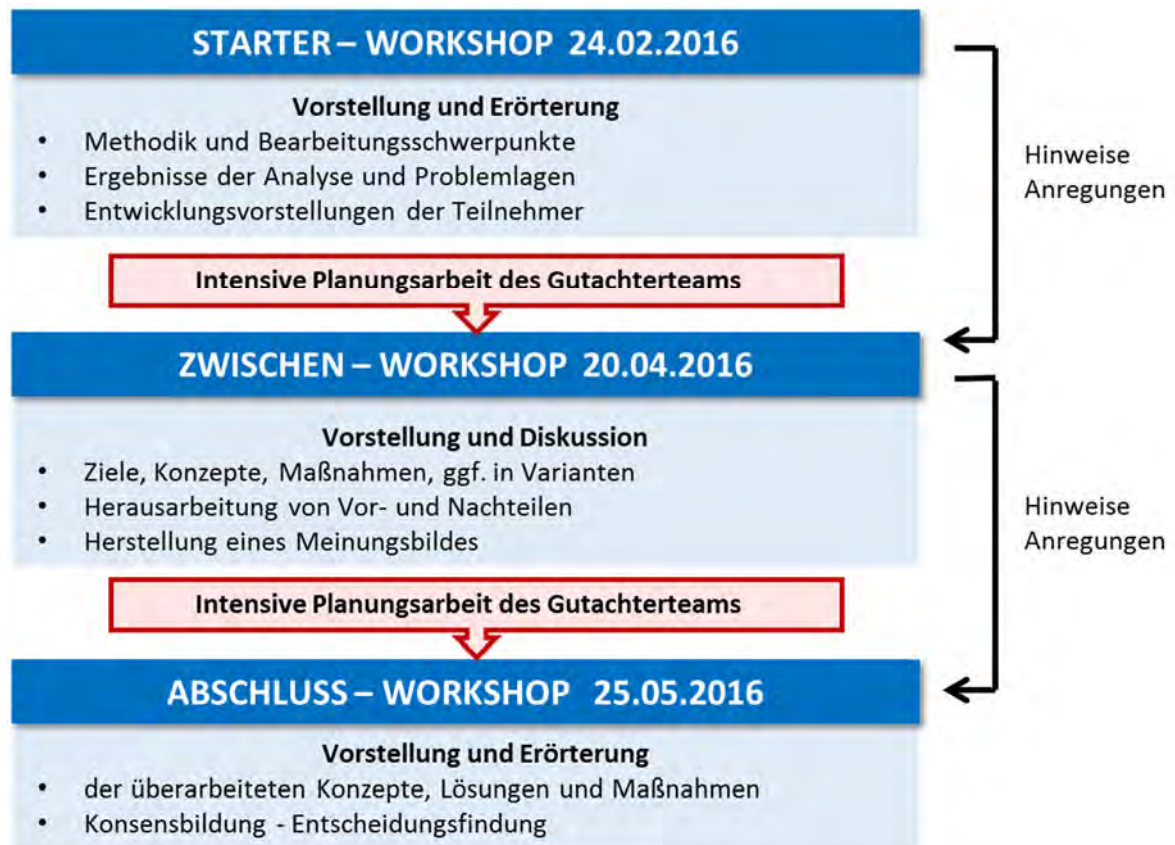 STARTER – WORKSHOP 24.02.2016
Vorstellung und Erörterung
• Methodik und Bearbeitungsschwerpunkte
• Ergebnisse der Analyse und Problemlagen
• Entwicklungsvorstellungen der Teilnehmer
Hinweise
Anregungen
Intensive Planungsarbeit des Gutachterteams
ZWISCHEN – WORKSHOP 20.04.2016
Vorstellung und Diskussion
• Ziele, Konzepte, Maßnahmen, ggf. in Varianten
• Herausarbeitung von Vor- und Nachteilen
• Herstellung eines Meinungsbildes
Hinweise
Anregungen
Intensive Planungsarbeit des Gutachterteams
ABSCHLUSS – WORKSHOP 25.05.2016
Vorstellung und Erörterung
• der überarbeiteten Konzepte, Lösungen und Maßnahmen
• Konsensbildung - Entscheidungsfindung